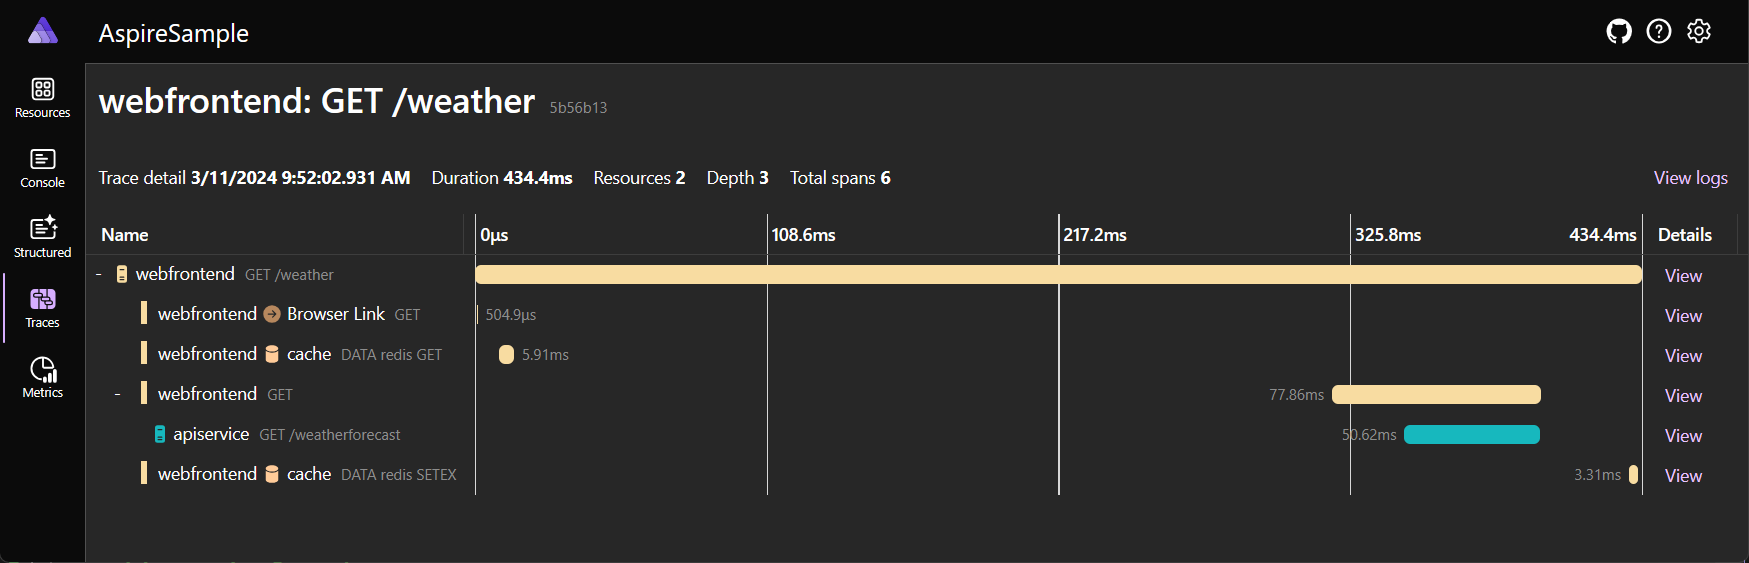 AspireSample
Resources
Console
Structured
Traces
Metrics
webfrontend: GET /weather 5b56b13
Trace detail 3/11/2024 9:52:02.931 AM Duration 434.4ms Resources 2 Depth 3 Total spans 6 View logs
Name 0µs 108.6ms 217.2ms 325.8ms 434.4ms Details
- webfrontend GET /weather View
webfrontend Browser Link GET 504.9µs View
webfrontend cache DATA redis GET 5.91ms View
- webfrontend GET 77.86ms View
apiservice GET /weatherforecast 50.62ms View
webfrontend cache DATA redis SETEX 3.31ms View